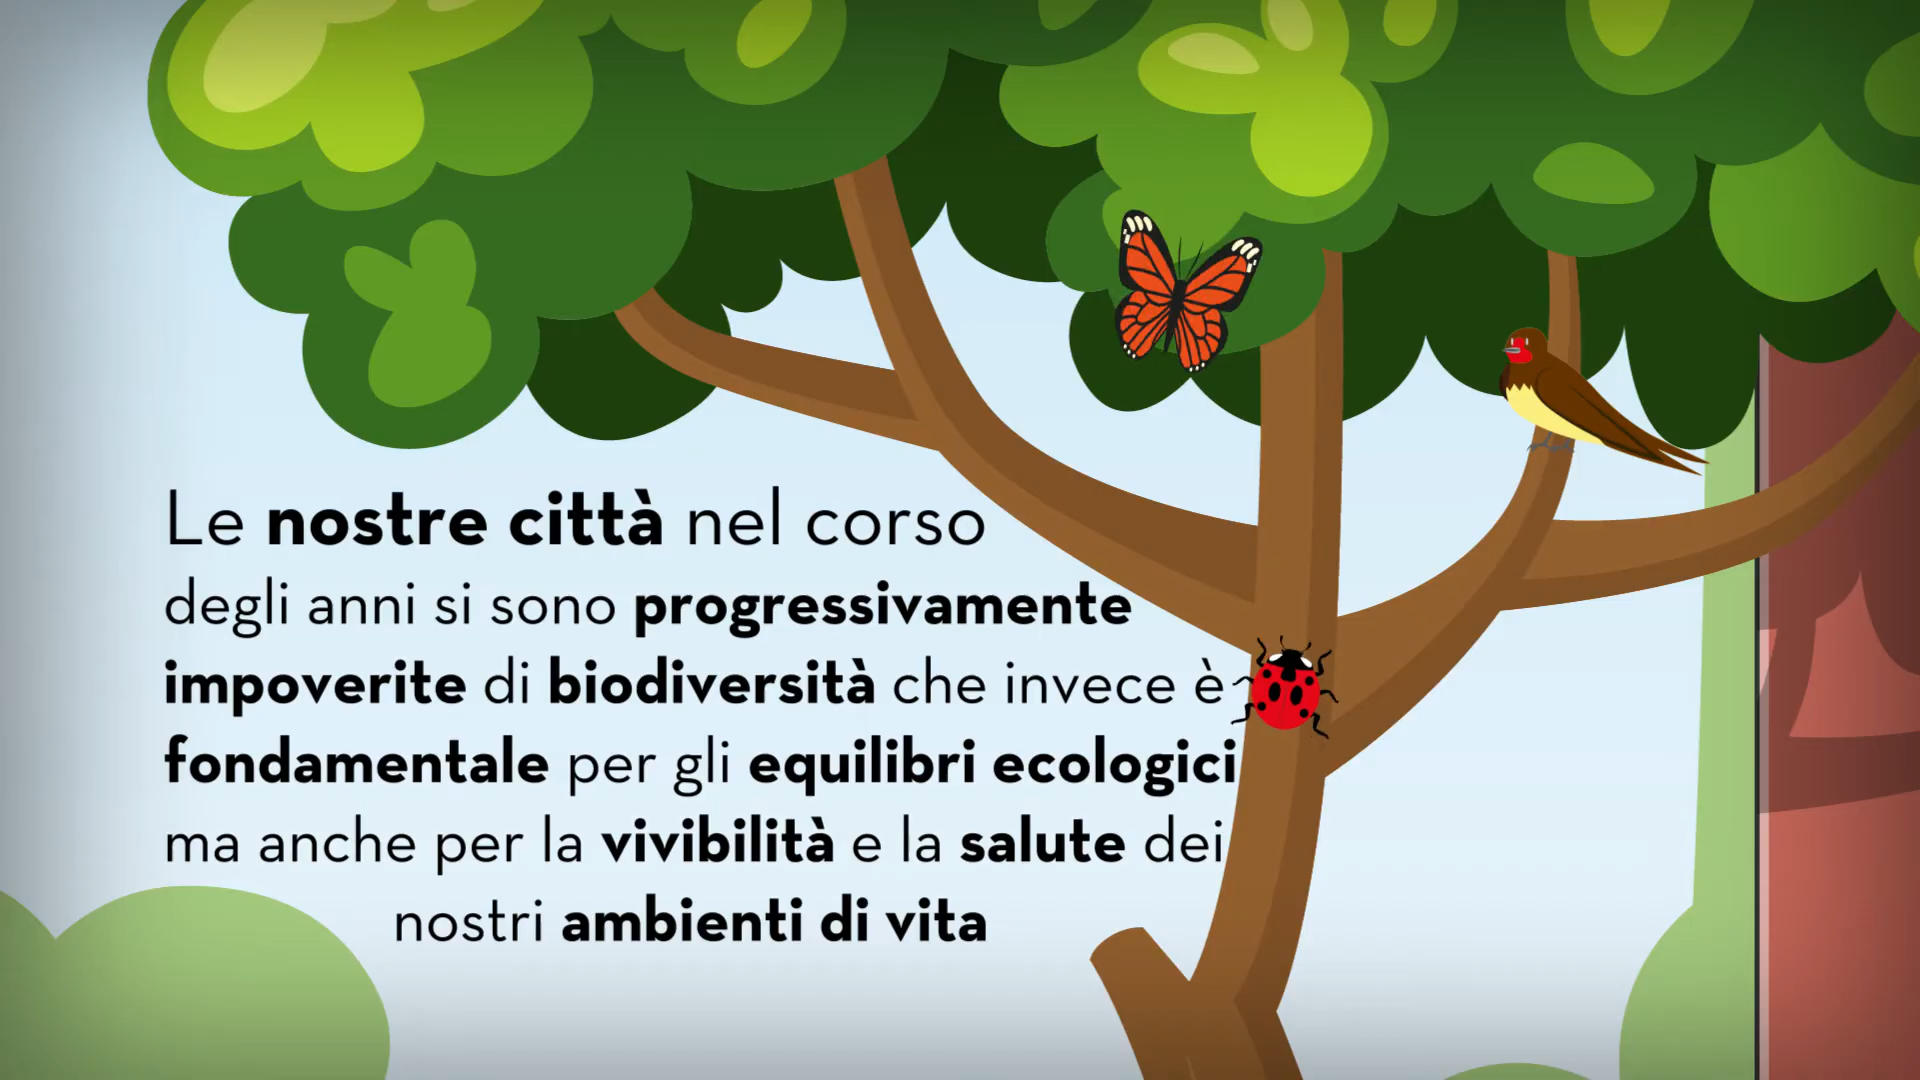 Le nostre città nel corso
degli anni si sono progressivamente
impoverite di biodiversità che invece è
fondamentale per gli equilibri ecologici
ma anche per la vivibilità e la salute dei
nostri ambienti di vita